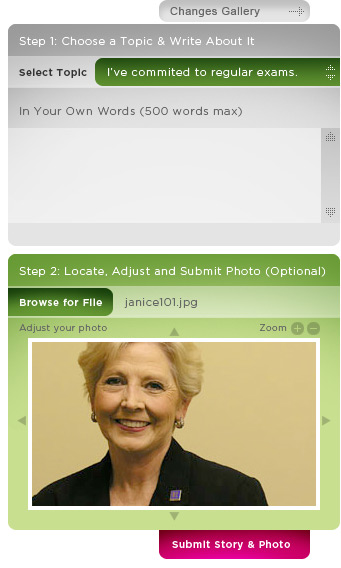 Changes Gallery
Step 1: Choose a Topic & Write About It
Select Topic I've commited to regular exams.
In Your Own Words (500 words max)
Step 2: Locate, Adjust and Submit Photo (Optional)
Browse for File janice101.jpg
Adjust your photo Zoom + −
Submit Story & Photo